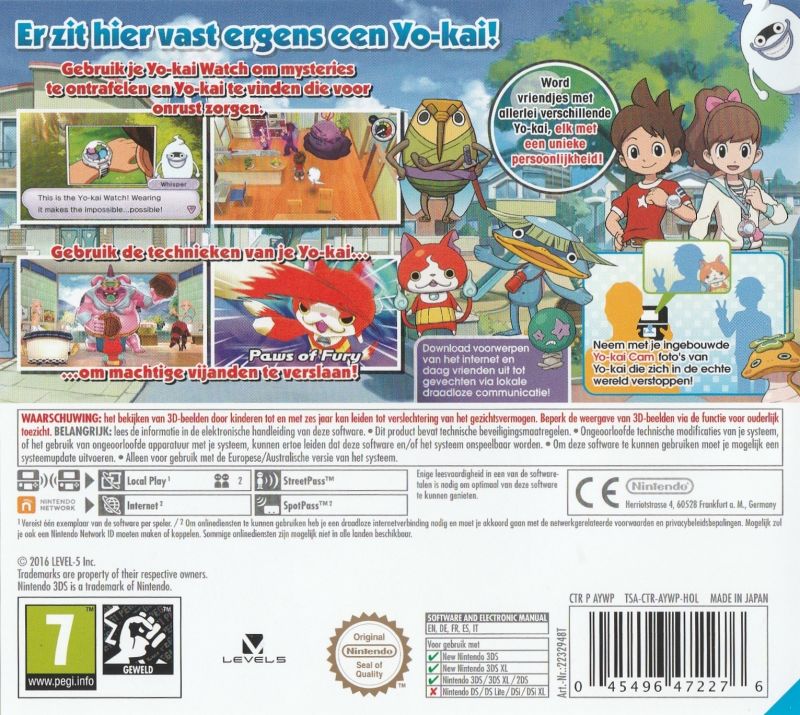 Er zit hier vast ergens een Yo-kai!
Gebruik je Yo-kai Watch om mysteries
te ontrafelen en Yo-kai te vinden die voor
onrust zorgen.
Word
vriendjes met
allerlei verschillende
Yo-kai, elk met
een unieke
persoonlijkheid!
Whisper
This is the Yo-kai Watch! Wearing
it makes the impossible...possible!
Gebruik de technieken van je Yo-kai...
Paws of Fury
...om machtige vijanden te verslaan!
Download voorwerpen
van het internet en
daag vrienden uit tot
gevechten via lokale
draadloze communicatie!
Neem met je ingebouwde
Yo-kai Cam foto's van
Yo-kai die zich in de echte
wereld verstoppen!
WAARSCHUWING: het bekijken van 3D-beelden door kinderen tot en met zes jaar kan leiden tot verslechtering van het gezichtsvermogen. Beperk de weergave van 3D-beelden via de functie voor ouderlijk
toezicht. BELANGRIJK: lees de informatie in de elektronische handleiding van deze software. • Dit product bevat technische beveiligingsmaatregelen. • Ongeoorloofde technische modificaties van je systeem,
of het gebruik van ongeoorloofde apparatuur met je systeem, kunnen ertoe leiden dat deze software en/of het systeem onspeelbaar worden. • Om deze software te kunnen gebruiken moet je mogelijk een
systeemupdate uitvoeren. • Alleen voor gebruik met de Europese/Australische versie van het systeem.
Local Play¹ 2
StreetPass™
NINTENDO
NETWORK
Internet²
SpotPass™ ²
Enige leesvaardigheid in een van de software-
talen is nodig om optimaal van deze software
te kunnen genieten.
CE
Nintendo
Herriotstrasse 4, 60528 Frankfurt a. M., Germany
¹ Vereist één exemplaar van de software per speler. / ² Om onlinediensten te kunnen gebruiken heb je een draadloze internetverbinding nodig en moet je akkoord gaan met de netwerkgerelateerde voorwaarden en privacybeleidsbepalingen. Mogelijk zul
je ook een Nintendo Network ID moeten maken of koppelen. Sommige onlinediensten zijn mogelijk niet in alle landen beschikbaar.
© 2016 LEVEL-5 Inc.
Trademarks are property of their respective owners.
Nintendo 3DS is a trademark of Nintendo.
CTR P AYWP TSA-CTR-AYWP-HOL MADE IN JAPAN
7
www.pegi.info
GEWELD
LEVEL5
Original
Nintendo
Seal of
Quality
SOFTWARE AND ELECTRONIC MANUAL
EN, DE, FR, ES, IT
Voor gebruik met
New Nintendo 3DS
New Nintendo 3DS XL
Nintendo 3DS / 3DS XL / 2DS
Nintendo DS / DS Lite / DSi / DSi XL
Art.-Nr.: 2232948T
0 45496 47227 6